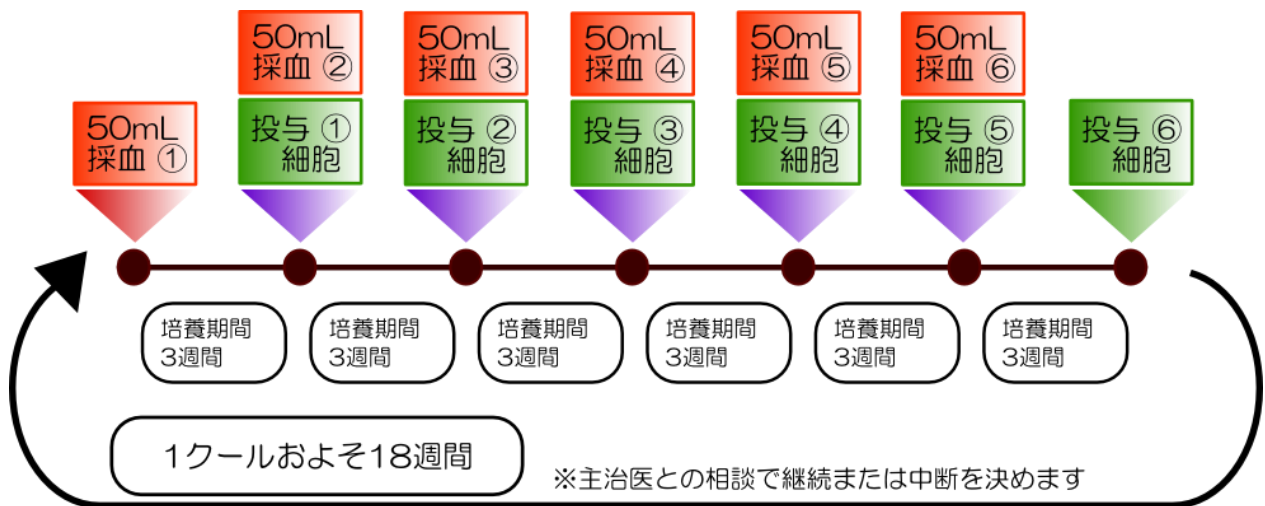 50mL
採血 ②
50mL
採血 ③
50mL
採血 ④
50mL
採血 ⑤
50mL
採血 ⑥
50mL
採血 ①
投与 ①
細胞
投与 ②
細胞
投与 ③
細胞
投与 ④
細胞
投与 ⑤
細胞
投与 ⑥
細胞
培養期間
3週間
培養期間
3週間
培養期間
3週間
培養期間
3週間
培養期間
3週間
培養期間
3週間
1クールおよそ18週間
※主治医との相談で継続または中断を決めます